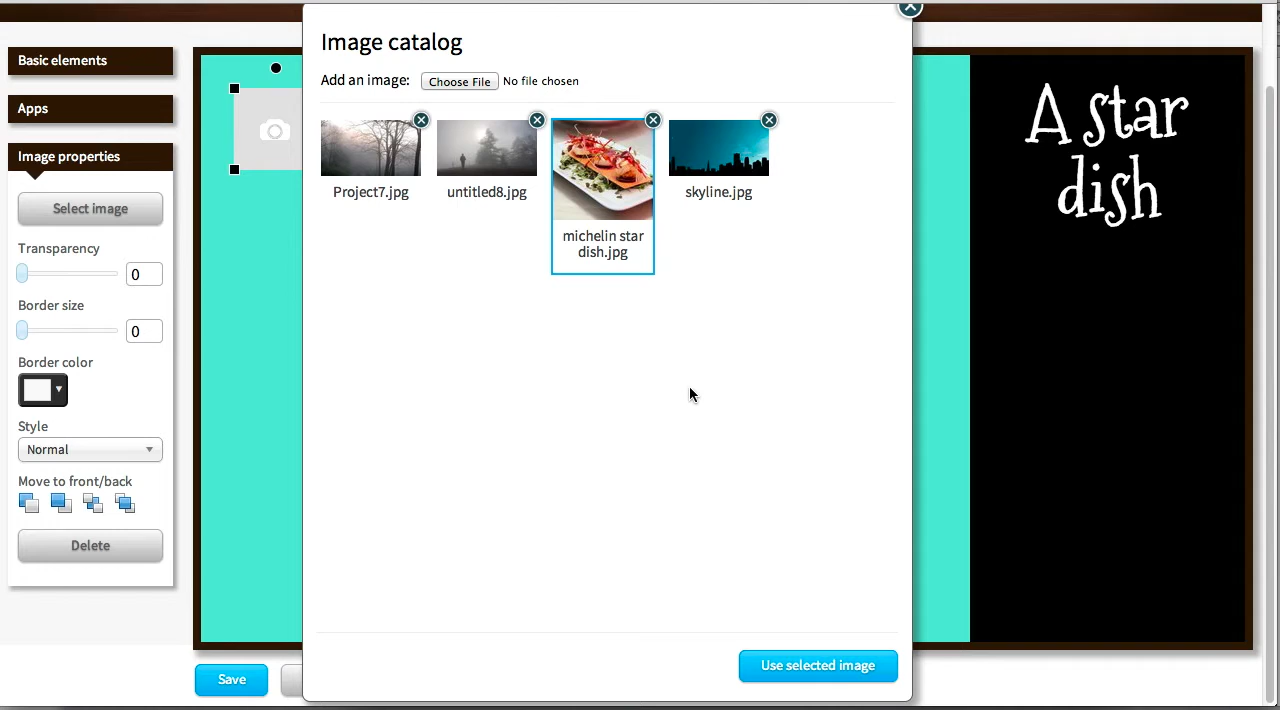 Image catalog
Add an image: Choose File No file chosen
Project7.jpg
untitled8.jpg
michelin star
dish.jpg
skyline.jpg
Use selected image
Basic elements
Apps
Image properties
Select image
Transparency
0
Border size
0
Border color
Style
Normal
Move to front/back
Delete
Save
A star
dish